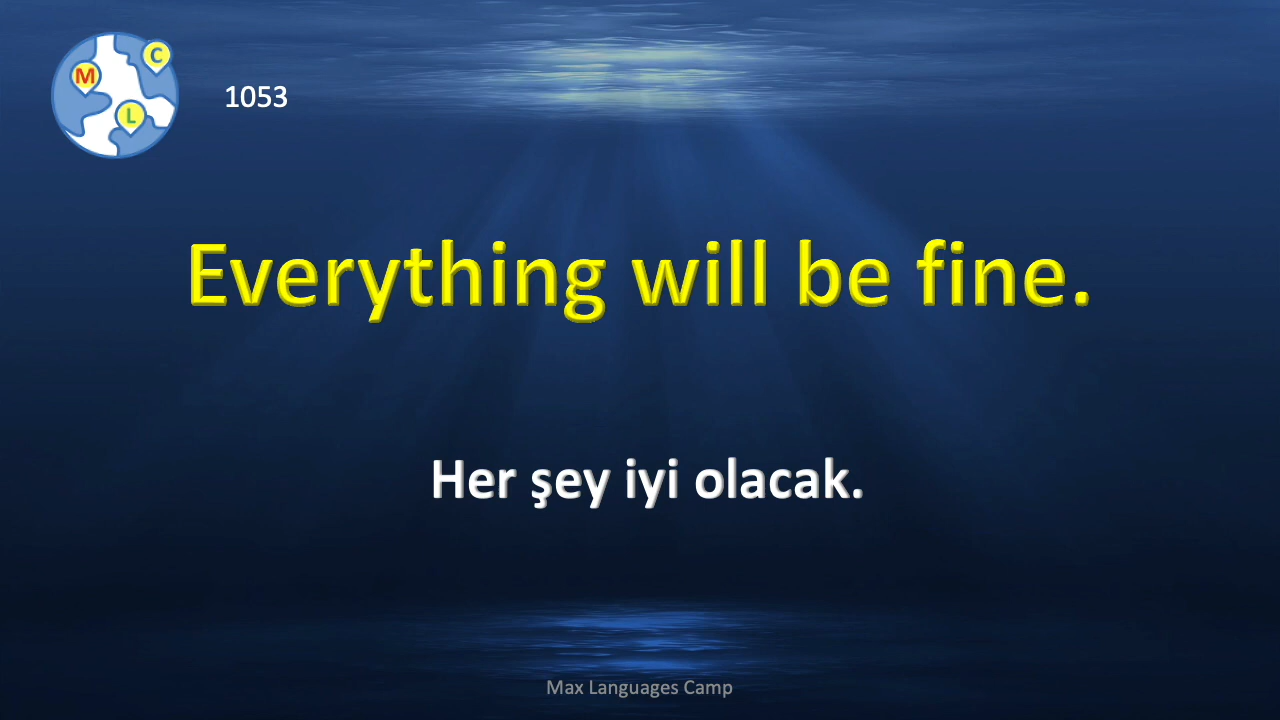 C
M
L
1053
Everything will be fine.
Her şey iyi olacak.
Max Languages Camp